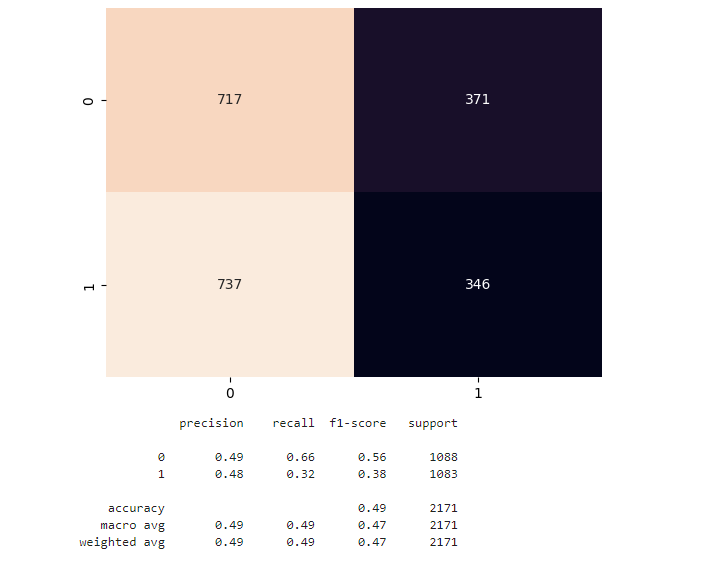 0 717 371
1 737 346
0 1
precision recall f1-score support
0 0.49 0.66 0.56 1088
1 0.48 0.32 0.38 1083
accuracy 0.49 2171
macro avg 0.49 0.49 0.47 2171
weighted avg 0.49 0.49 0.47 2171